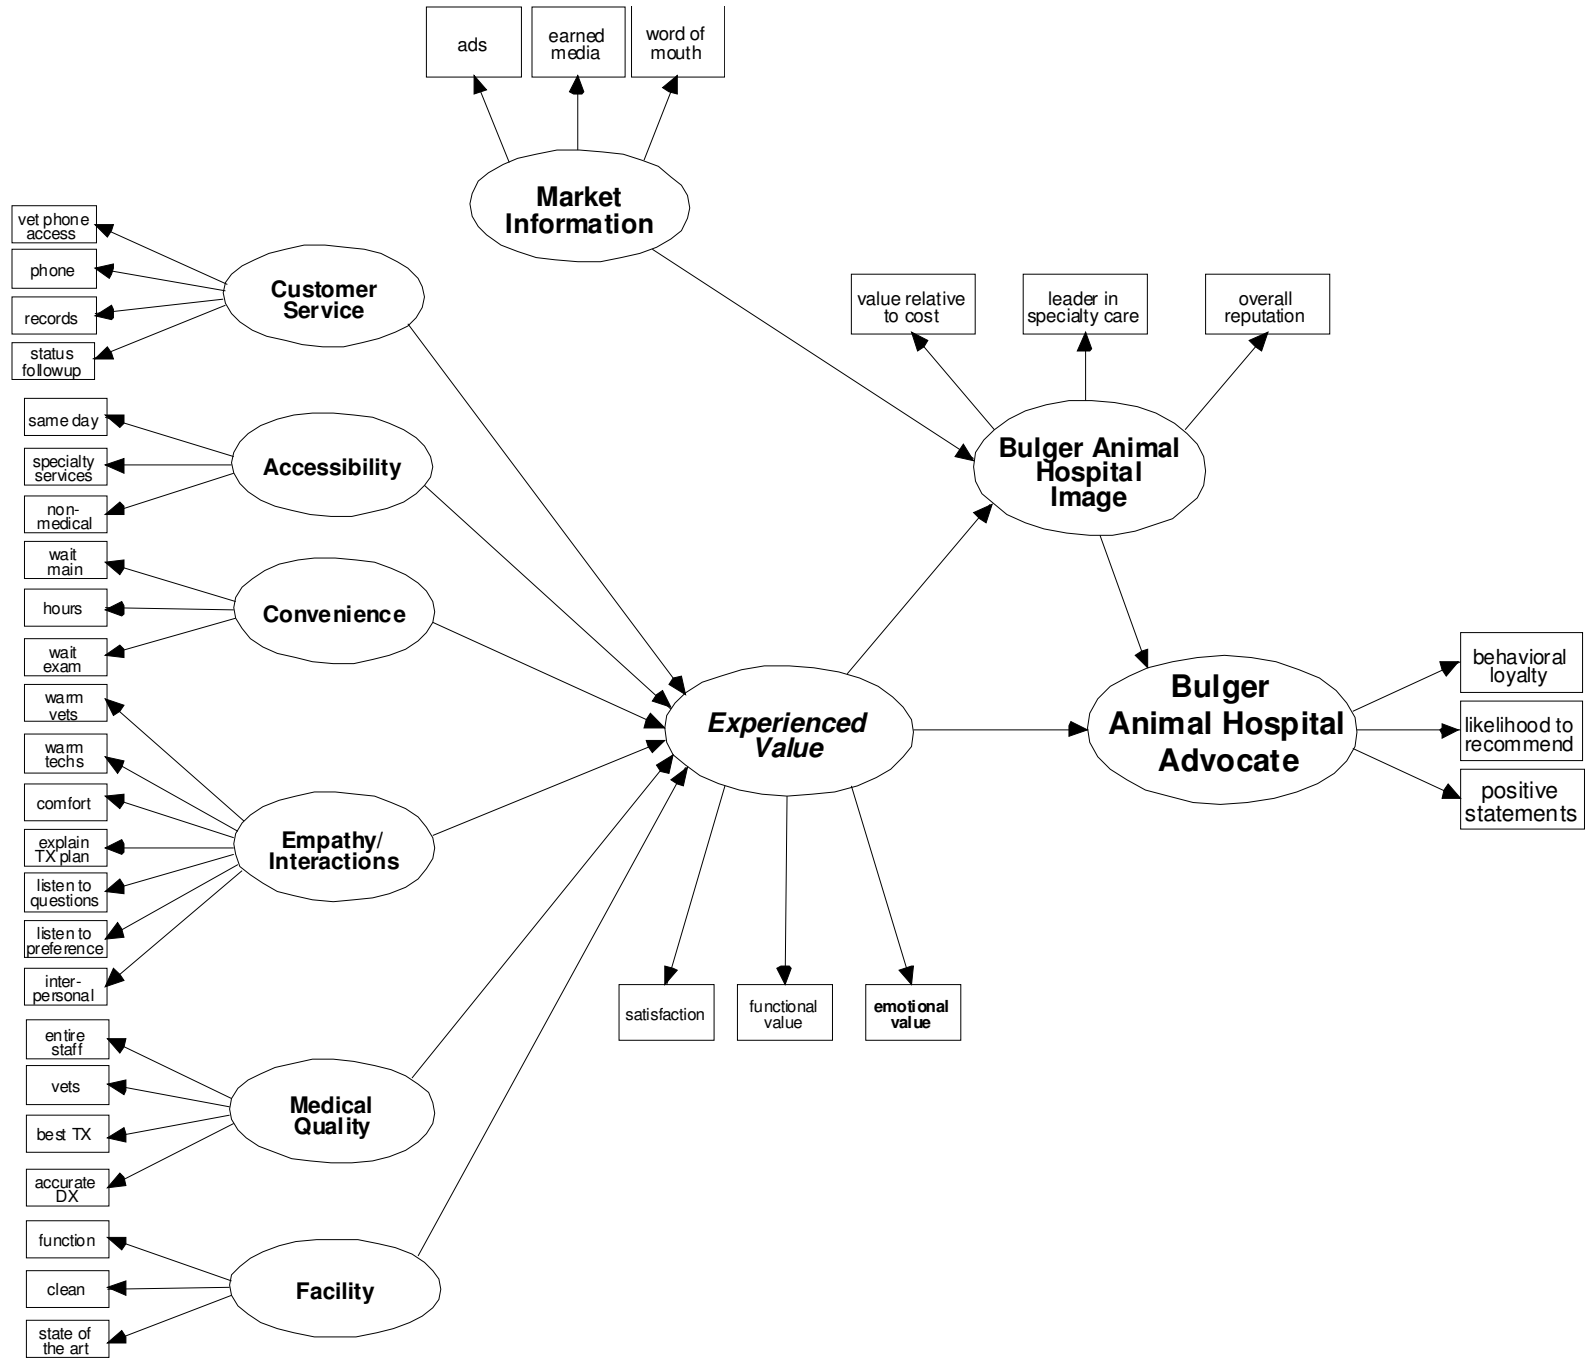 ads
earned
media
word of
mouth
Market
Information
vet phone
access
phone
records
status
followup
Customer
Service
value relative
to cost
leader in
specialty care
overall
reputation
same day
specialty
services
non-
medical
Accessibility
Bulger Animal
Hospital
Image
wait
main
hours
wait
exam
Convenience
warm
vets
warm
techs
comfort
explain
TX plan
listen to
questions
listen to
preference
inter-
personal
Empathy/
Interactions
Experienced
Value
Bulger
Animal Hospital
Advocate
behavioral
loyalty
likelihood to
recommend
positive
statements
satisfaction
functional
value
emotional
value
entire
staff
vets
best TX
accurate
DX
Medical
Quality
function
clean
state of
the art
Facility